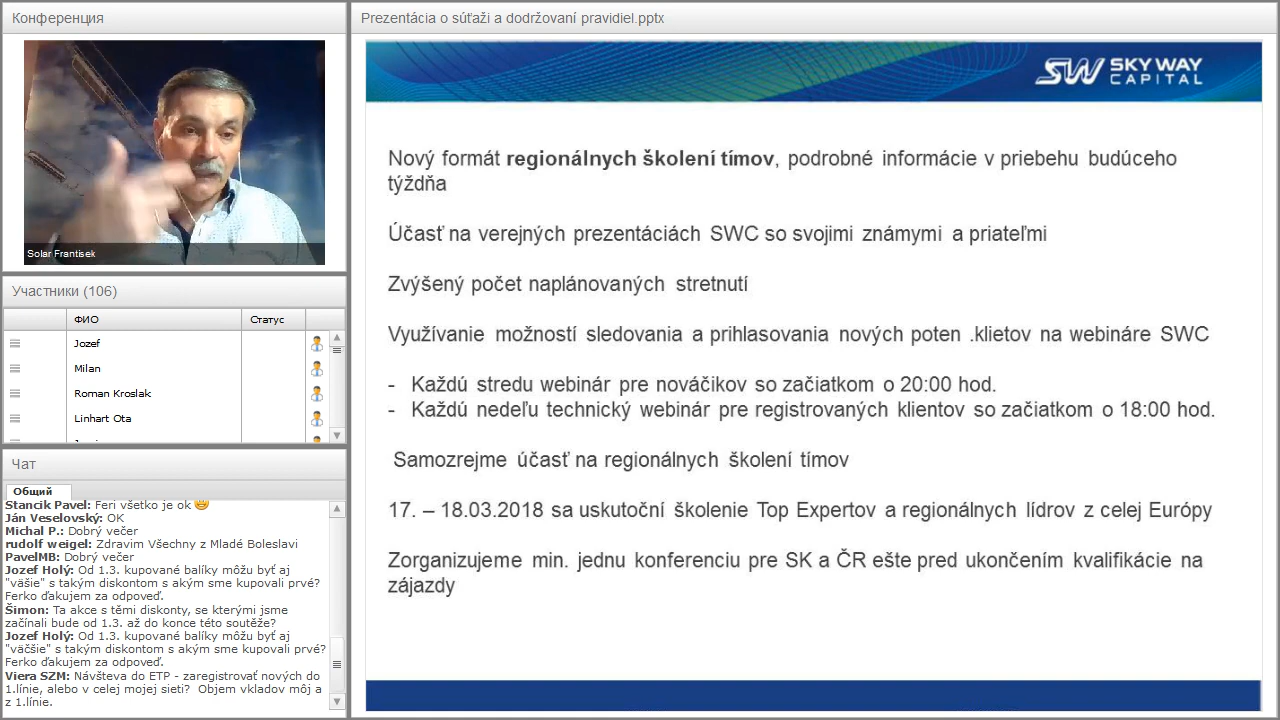 Конференция
Solar Frantisek
Участники (106)
ФИО
Статус
Jozef
Milan
Roman Kroslak
Linhart Ota
Чат
Общий
Stancik Pavel: Feri všetko je ok
Ján Veselovský: OK
Michal P.: Dobrý večer
rudolf weigel: Zdravim Všechny z Mladé Boleslavi
PavelMB: Dobrý večer
Jozef Holý: Od 1.3. kupované balíky môžu byť aj
"väšie" s takým diskontom s akým sme kupovali prvé?
Ferko ďakujem za odpoveď.
Šimon: Ta akce s těmi diskonty, se kterými jsme
začínali bude od 1.3. až do konce této soutěže?
Jozef Holý: Od 1.3. kupované balíky môžu byť aj
"väčšie" s takým diskontom s akým sme kupovali prvé?
Ferko ďakujem za odpoveď.
Viera SZM: Návšteva do ETP - zaregistrovať nových do
1.línie, alebo v celej mojej sieti? Objem vkladov môj a
z 1.línie.
Prezentácia o súťaži a dodržovaní pravidiel.pptx
SW SKY WAY
CAPITAL
Nový formát regionálnych školení tímov, podrobné informácie v priebehu budúceho
týždňa
Účasť na verejných prezentáciách SWC so svojimi známymi a priateľmi
Zvýšený počet naplánovaných stretnutí
Využívanie možností sledovania a prihlasovania nových poten .klietov na webináre SWC
- Každú stredu webinár pre nováčikov so začiatkom o 20:00 hod.
- Každú nedeľu technický webinár pre registrovaných klientov so začiatkom o 18:00 hod.
Samozrejme účasť na regionálnych školení tímov
17. – 18.03.2018 sa uskutoční školenie Top Expertov a regionálnych lídrov z celej Európy
Zorganizujeme min. jednu konferenciu pre SK a ČR ešte pred ukončením kvalifikácie na
zájazdy